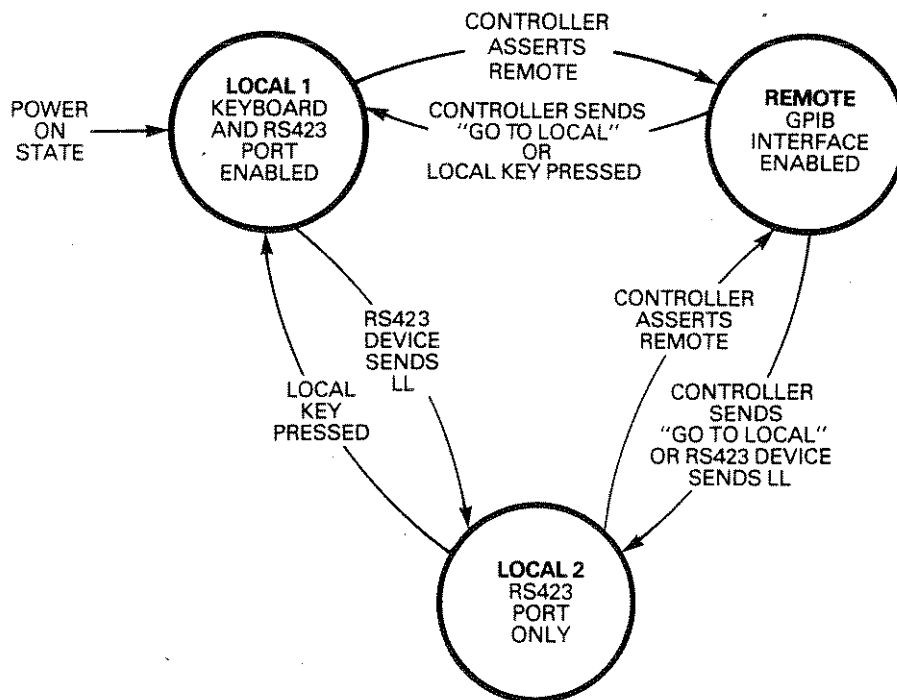 CONTROLLER
ASSERTS
REMOTE
POWER
ON
STATE
LOCAL 1
KEYBOARD
AND RS423
PORT
ENABLED
CONTROLLER SENDS
"GO TO LOCAL"
OR
LOCAL KEY PRESSED
REMOTE
GPIB
INTERFACE
ENABLED
RS423
DEVICE
SENDS
LL
LOCAL
KEY
PRESSED
CONTROLLER
ASSERTS
REMOTE
CONTROLLER
SENDS
"GO TO LOCAL"
OR RS423 DEVICE
SENDS LL
LOCAL 2
RS423
PORT
ONLY